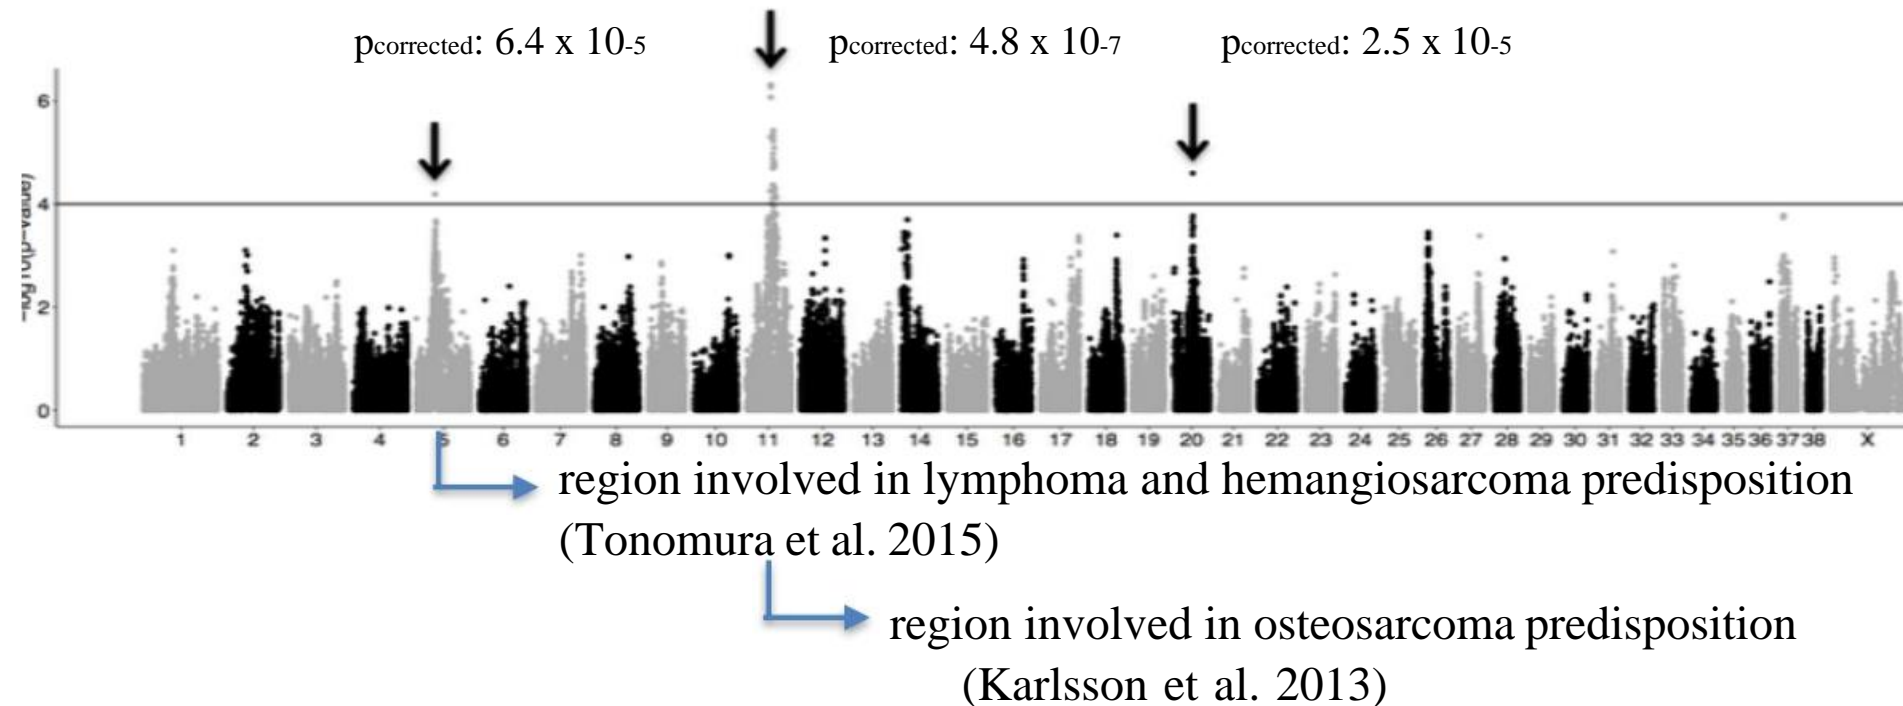 pcorrected: 6.4 x 10-5 pcorrected: 4.8 x 10-7 pcorrected: 2.5 x 10-5
6
4
2
0
1 2 3 4 5 6 7 8 9 10 11 12 13 14 15 16 17 18 19 20 21 22 23 24 25 26 27 28 29 30 31 32 33 34 35 36 37 38 X
region involved in lymphoma and hemangiosarcoma predisposition
(Tonomura et al. 2015)
region involved in osteosarcoma predisposition
(Karlsson et al. 2013)